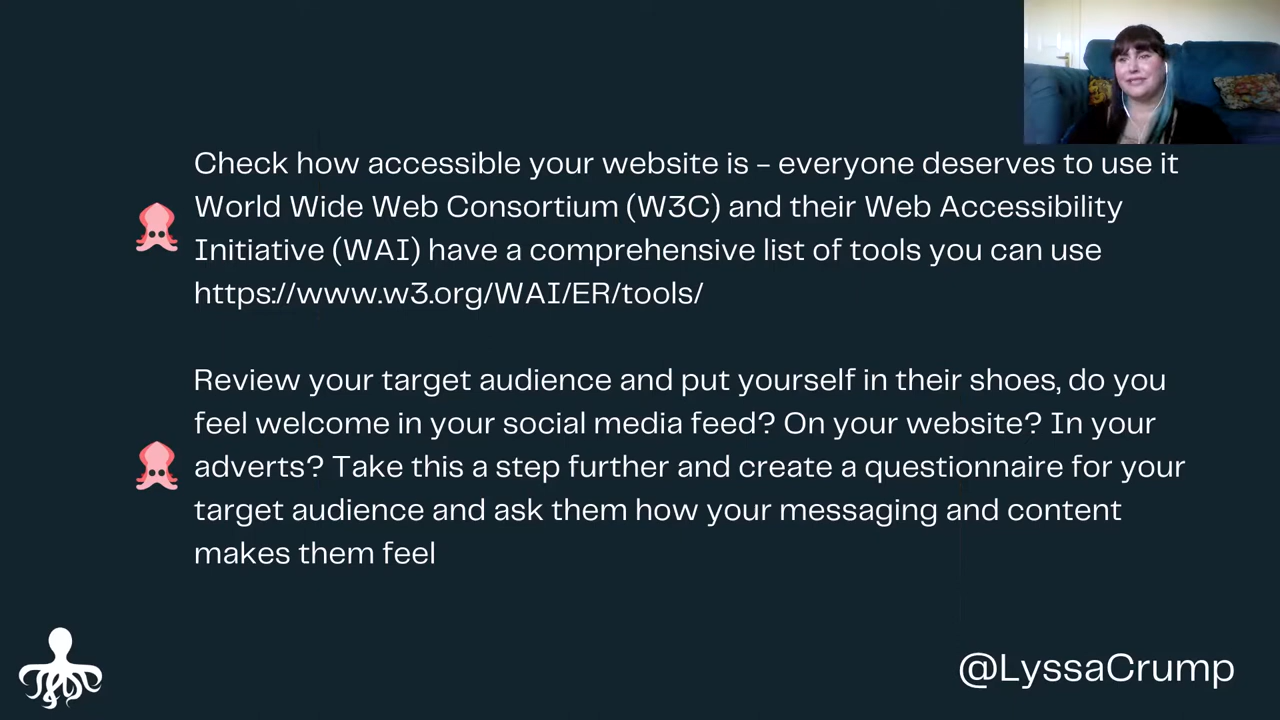 Check how accessible your website is – everyone deserves to use it
World Wide Web Consortium (W3C) and their Web Accessibility
Initiative (WAI) have a comprehensive list of tools you can use
https://www.w3.org/WAI/ER/tools/
Review your target audience and put yourself in their shoes, do you
feel welcome in your social media feed? On your website? In your
adverts? Take this a step further and create a questionnaire for your
target audience and ask them how your messaging and content
makes them feel
@LyssaCrump